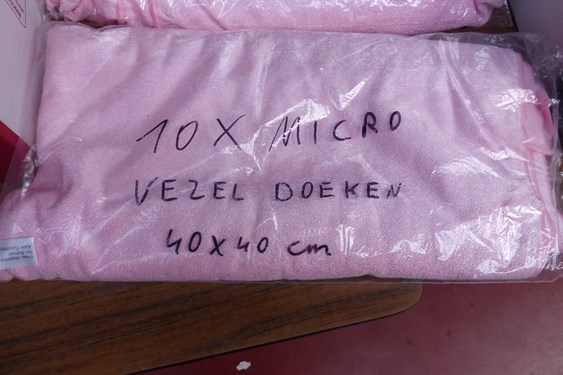 10X MICRO
VEZEL DOEKEN
40X40 cm